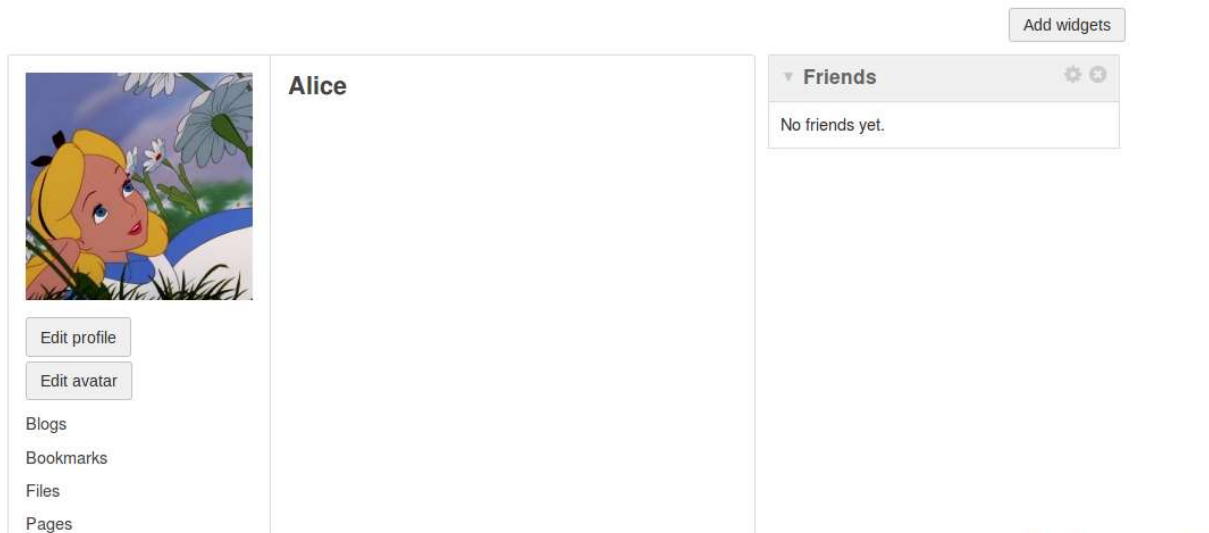 Add widgets
Alice
Friends
No friends yet.
Edit profile
Edit avatar
Blogs
Bookmarks
Files
Pages